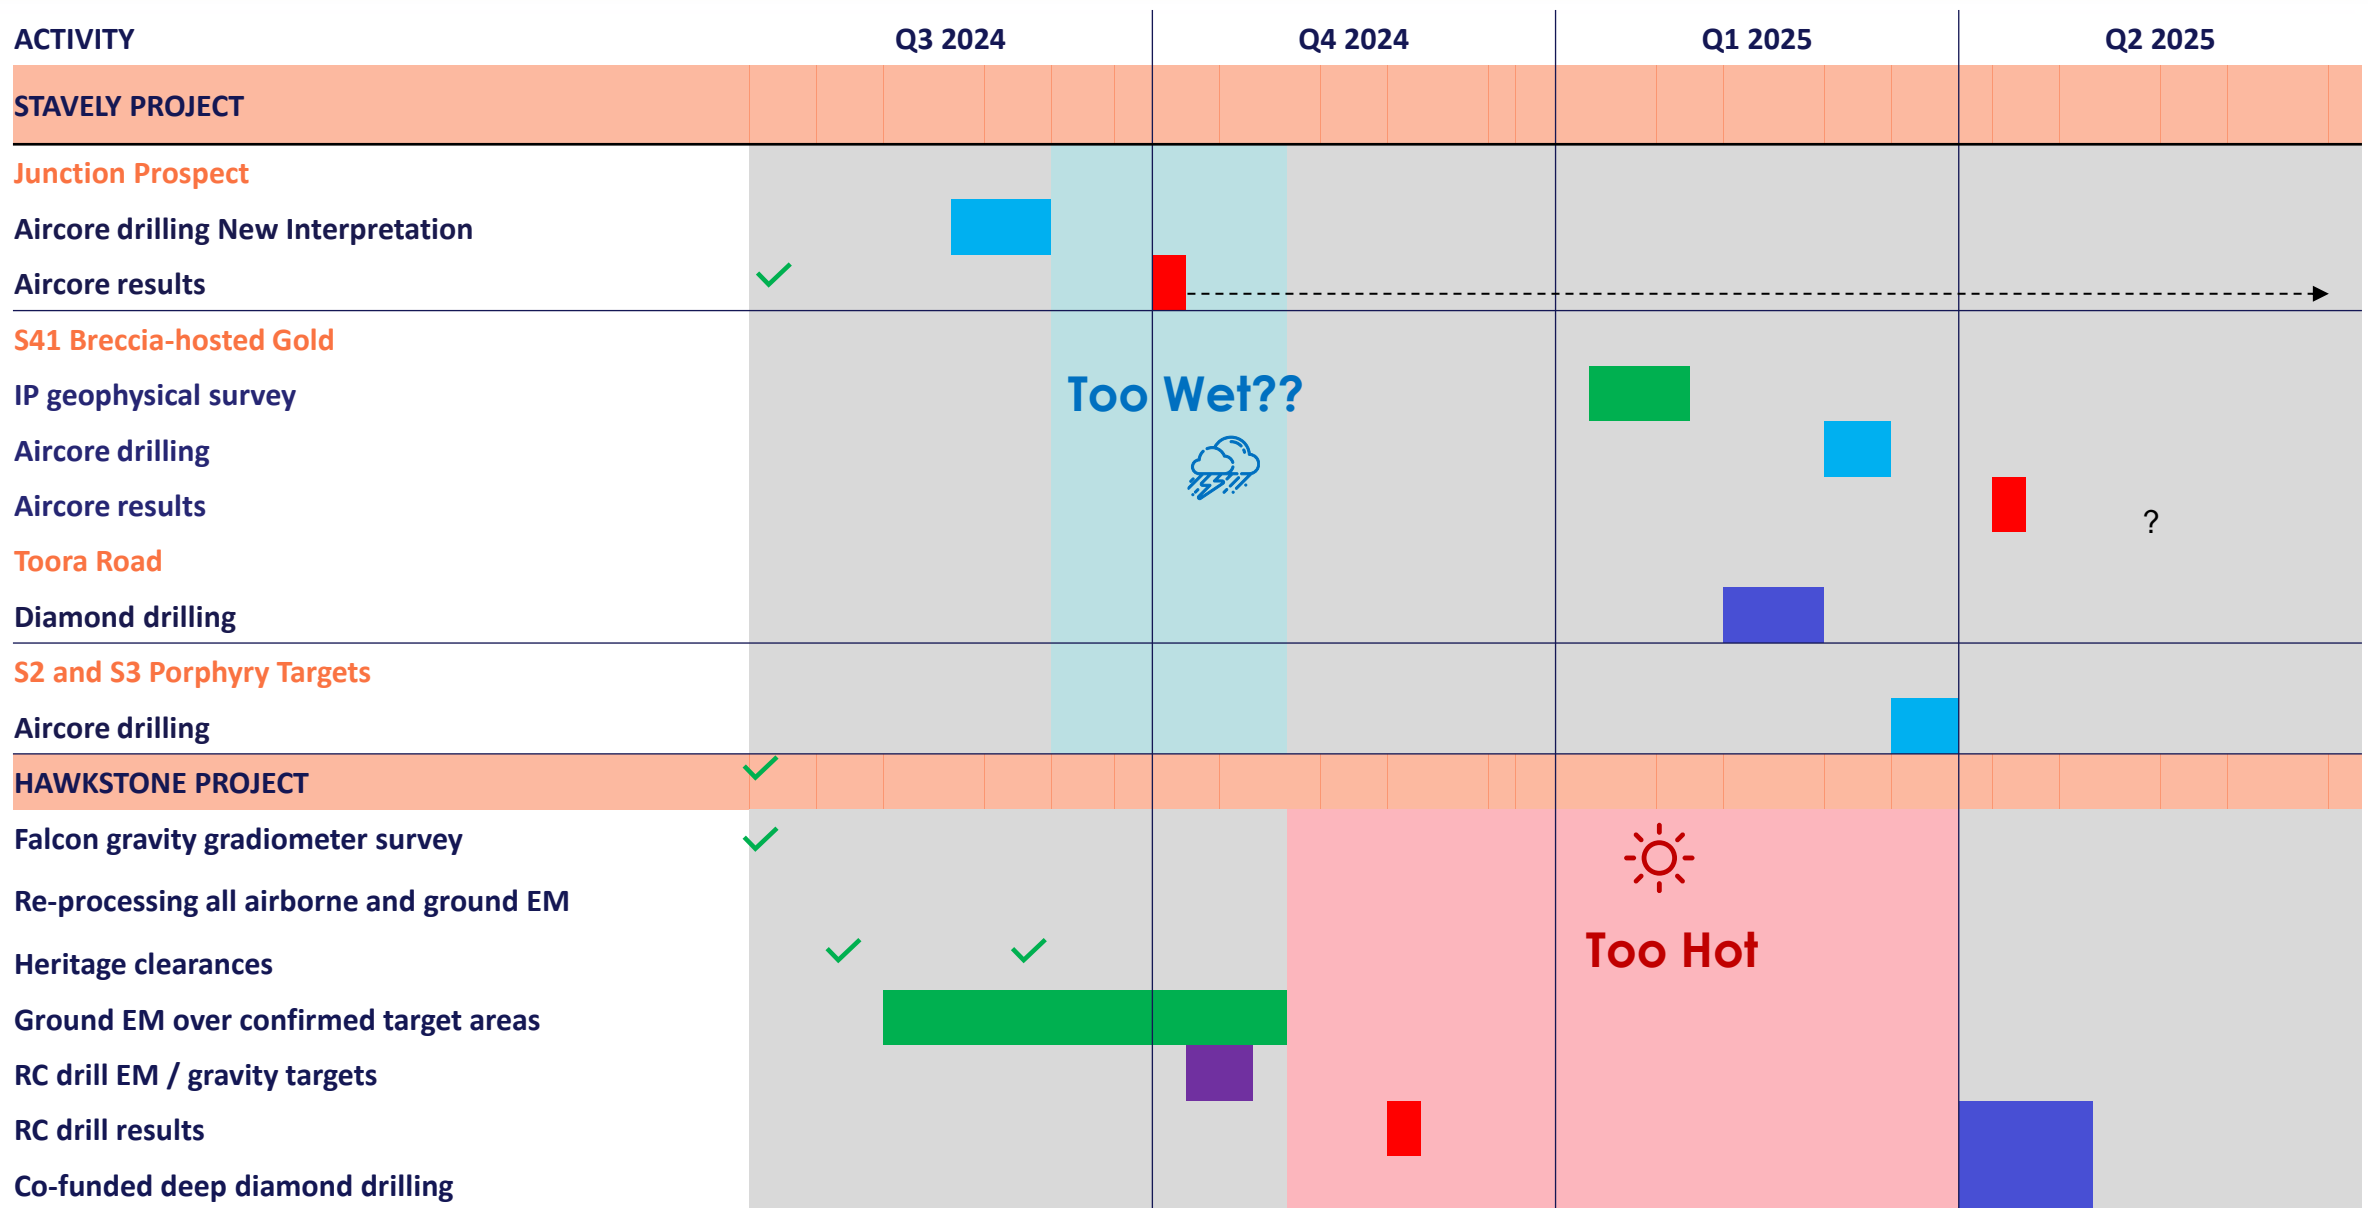 ACTIVITY Q3 2024 Q4 2024 Q1 2025 Q2 2025
STAVELY PROJECT
Junction Prospect
Aircore drilling New Interpretation
Aircore results
S41 Breccia-hosted Gold
IP geophysical survey
Too Wet??
Aircore drilling
Aircore results
?
Toora Road
Diamond drilling
S2 and S3 Porphyry Targets
Aircore drilling
HAWKSTONE PROJECT
Falcon gravity gradiometer survey
Re-processing all airborne and ground EM
Too Hot
Heritage clearances
Ground EM over confirmed target areas
RC drill EM / gravity targets
RC drill results
Co-funded deep diamond drilling